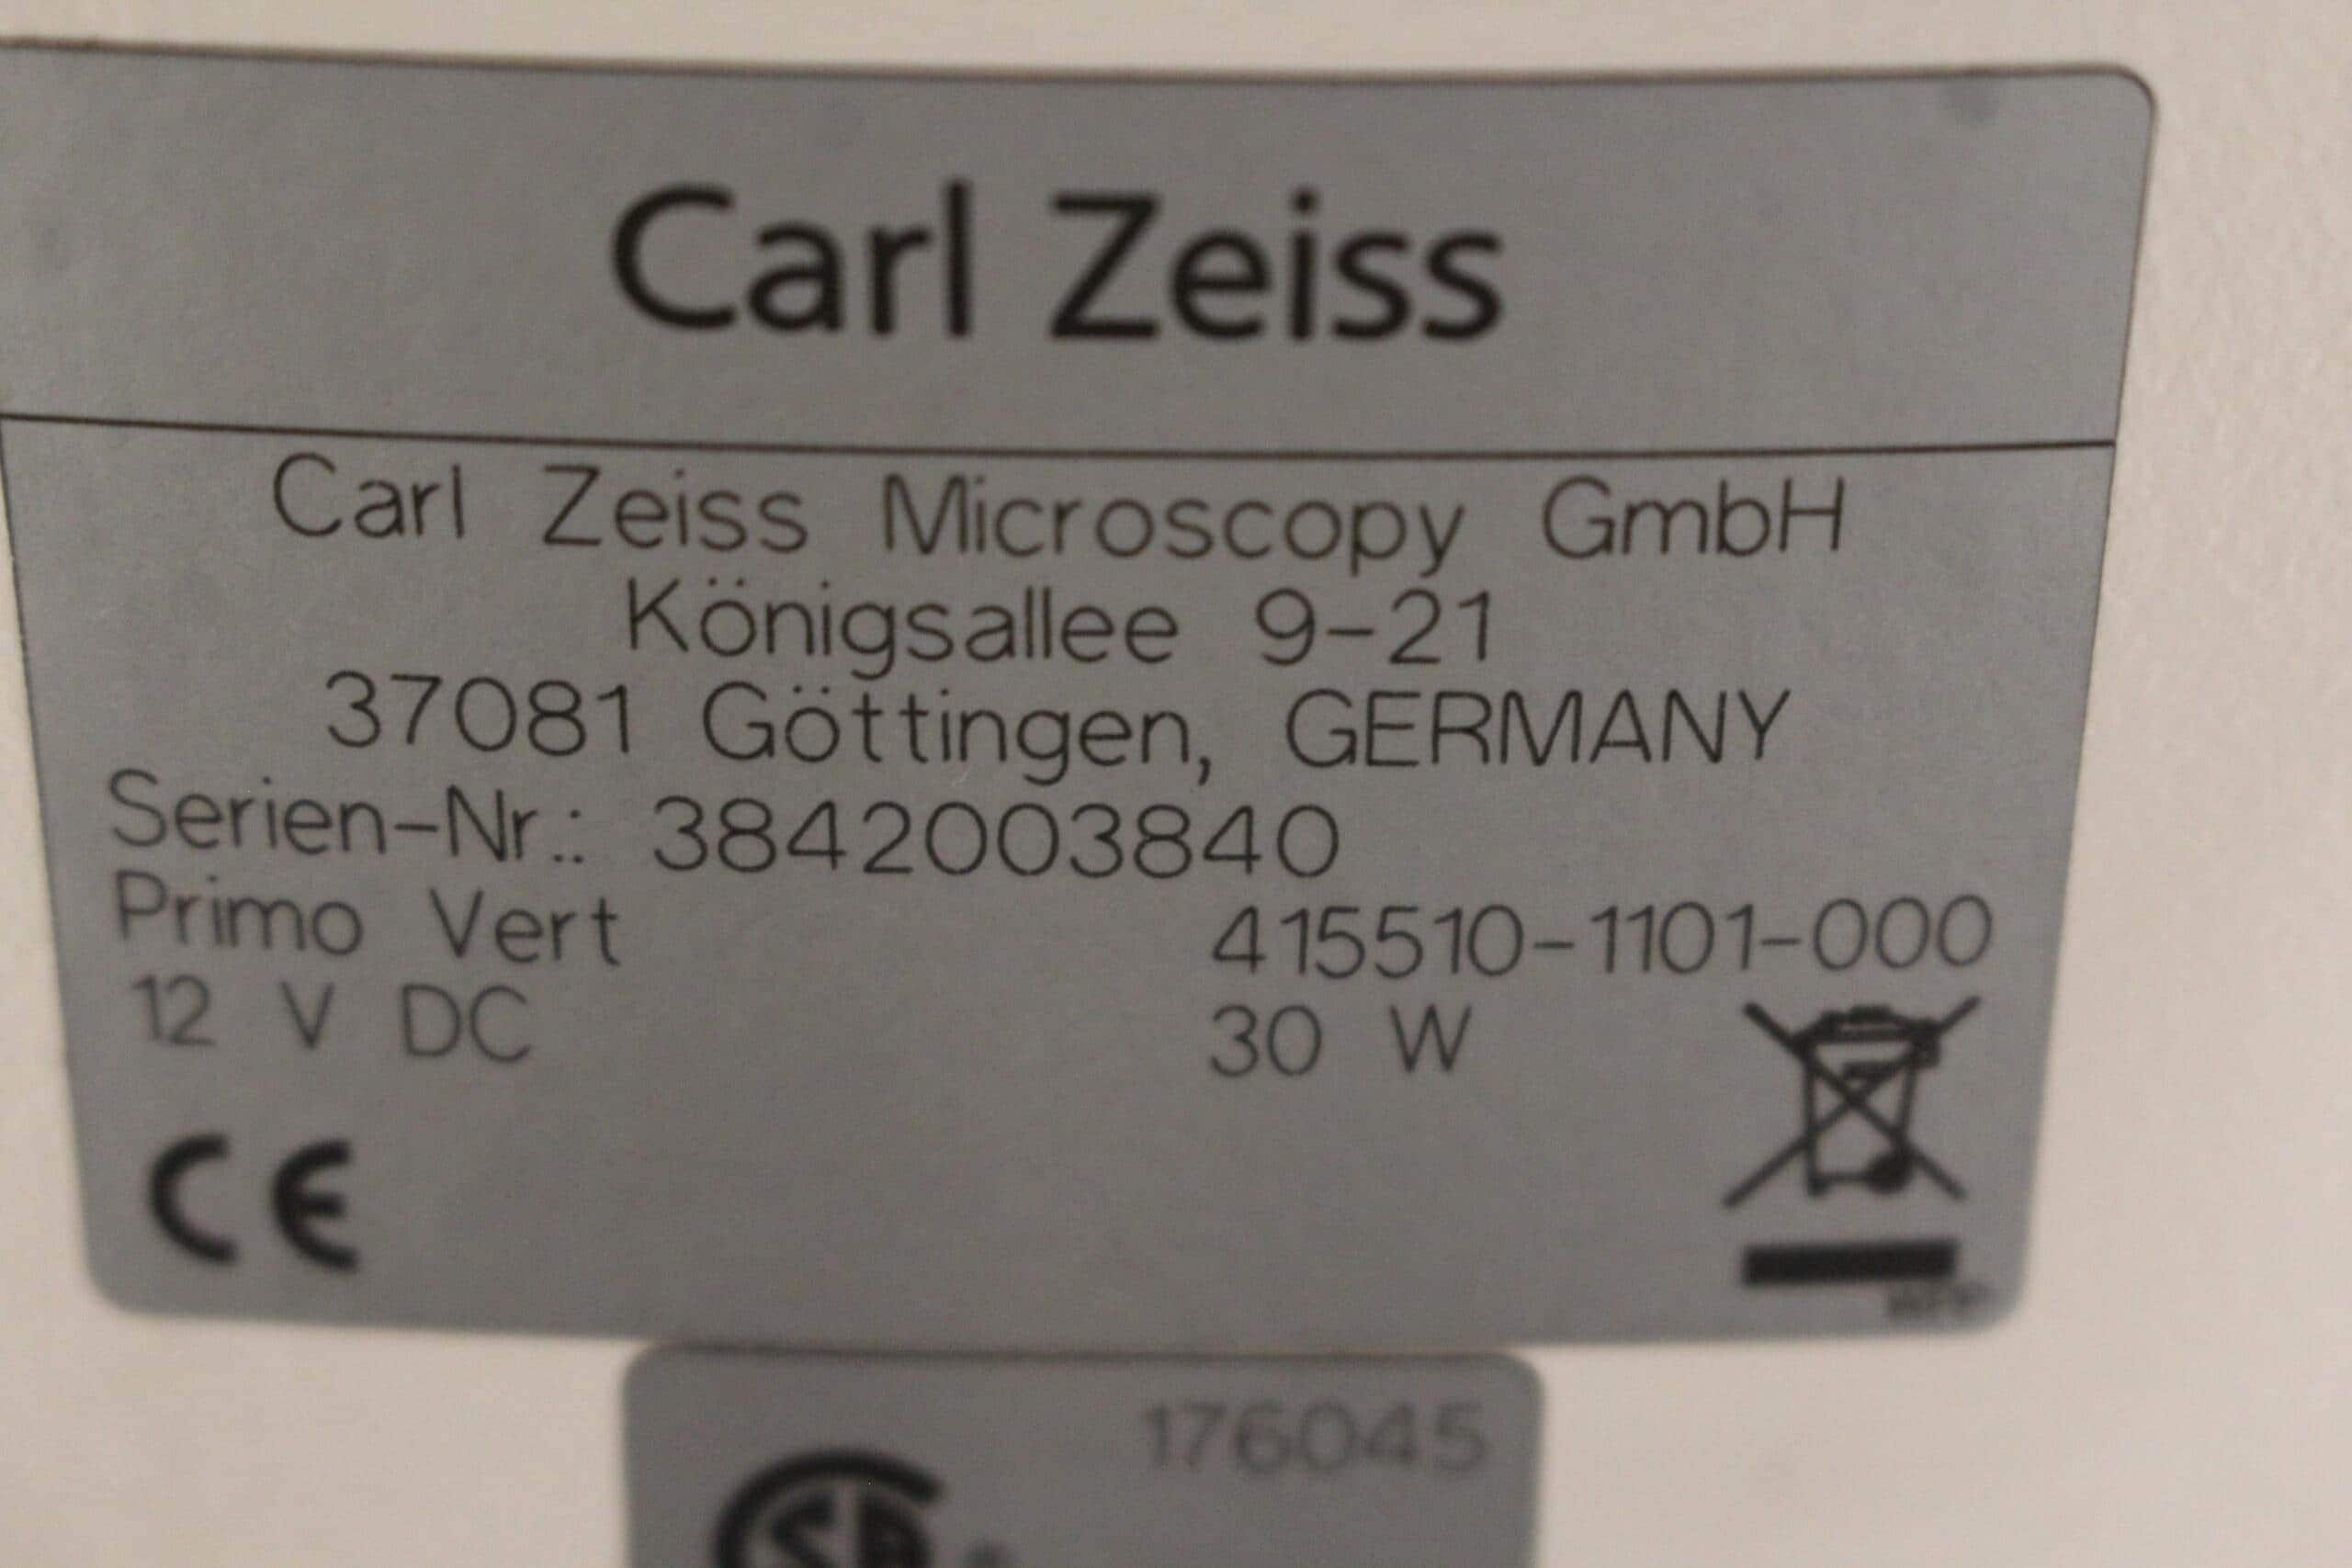 Carl Zeiss
Carl Zeiss Microscopy GmbH
Königsallee 9-21
37081 Göttingen, GERMANY
Serien-Nr.: 3842003840
Primo Vert 415510-1101-000
12 V DC 30 W
CE
176045